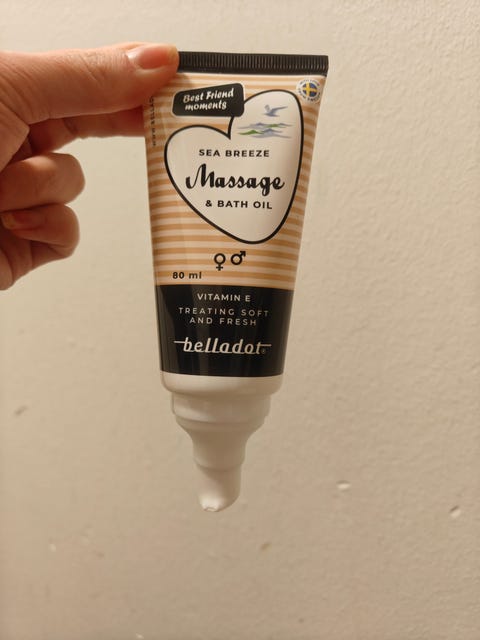 Best Friend
moments
SEA BREEZE
Massage
& BATH OIL
80 ml
VITAMIN E
TREATING SOFT
AND FRESH
belladot®